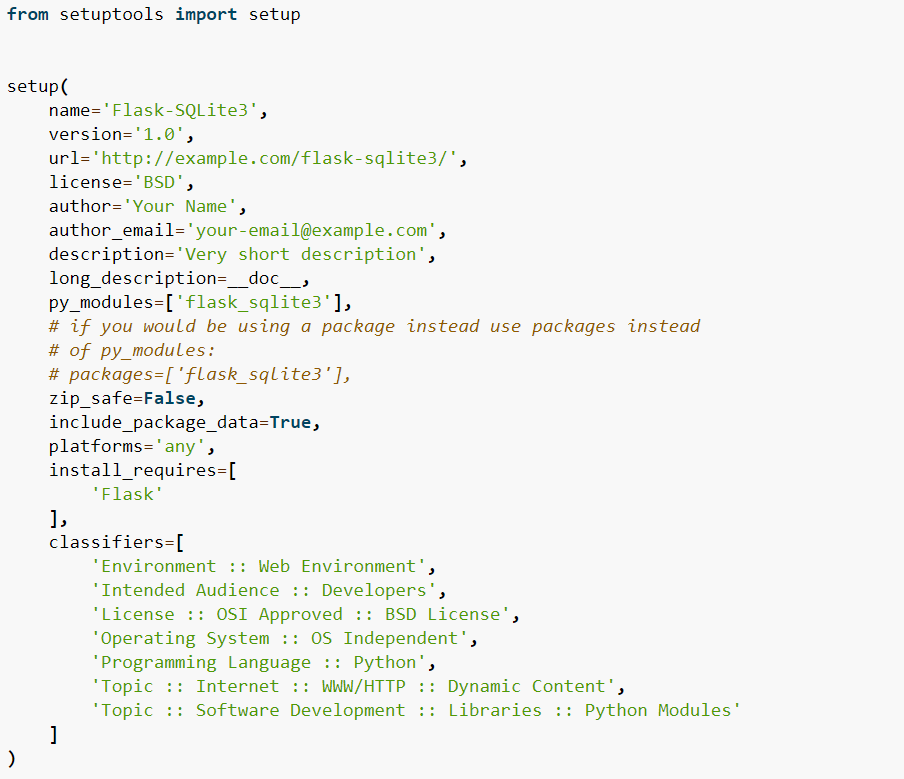 from setuptools import setup
setup(
    name='Flask-SQLite3',
    version='1.0',
    url='http://example.com/flask-sqlite3/',
    license='BSD',
    author='Your Name',
    author_email='your-email@example.com',
    description='Very short description',
    long_description=__doc__,
    py_modules=['flask_sqlite3'],
    # if you would be using a package instead use packages instead
    # of py_modules:
    # packages=['flask_sqlite3'],
    zip_safe=False,
    include_package_data=True,
    platforms='any',
    install_requires=[
        'Flask'
    ],
    classifiers=[
        'Environment :: Web Environment',
        'Intended Audience :: Developers',
        'License :: OSI Approved :: BSD License',
        'Operating System :: OS Independent',
        'Programming Language :: Python',
        'Topic :: Internet :: WWW/HTTP :: Dynamic Content',
        'Topic :: Software Development :: Libraries :: Python Modules'
    ]
)